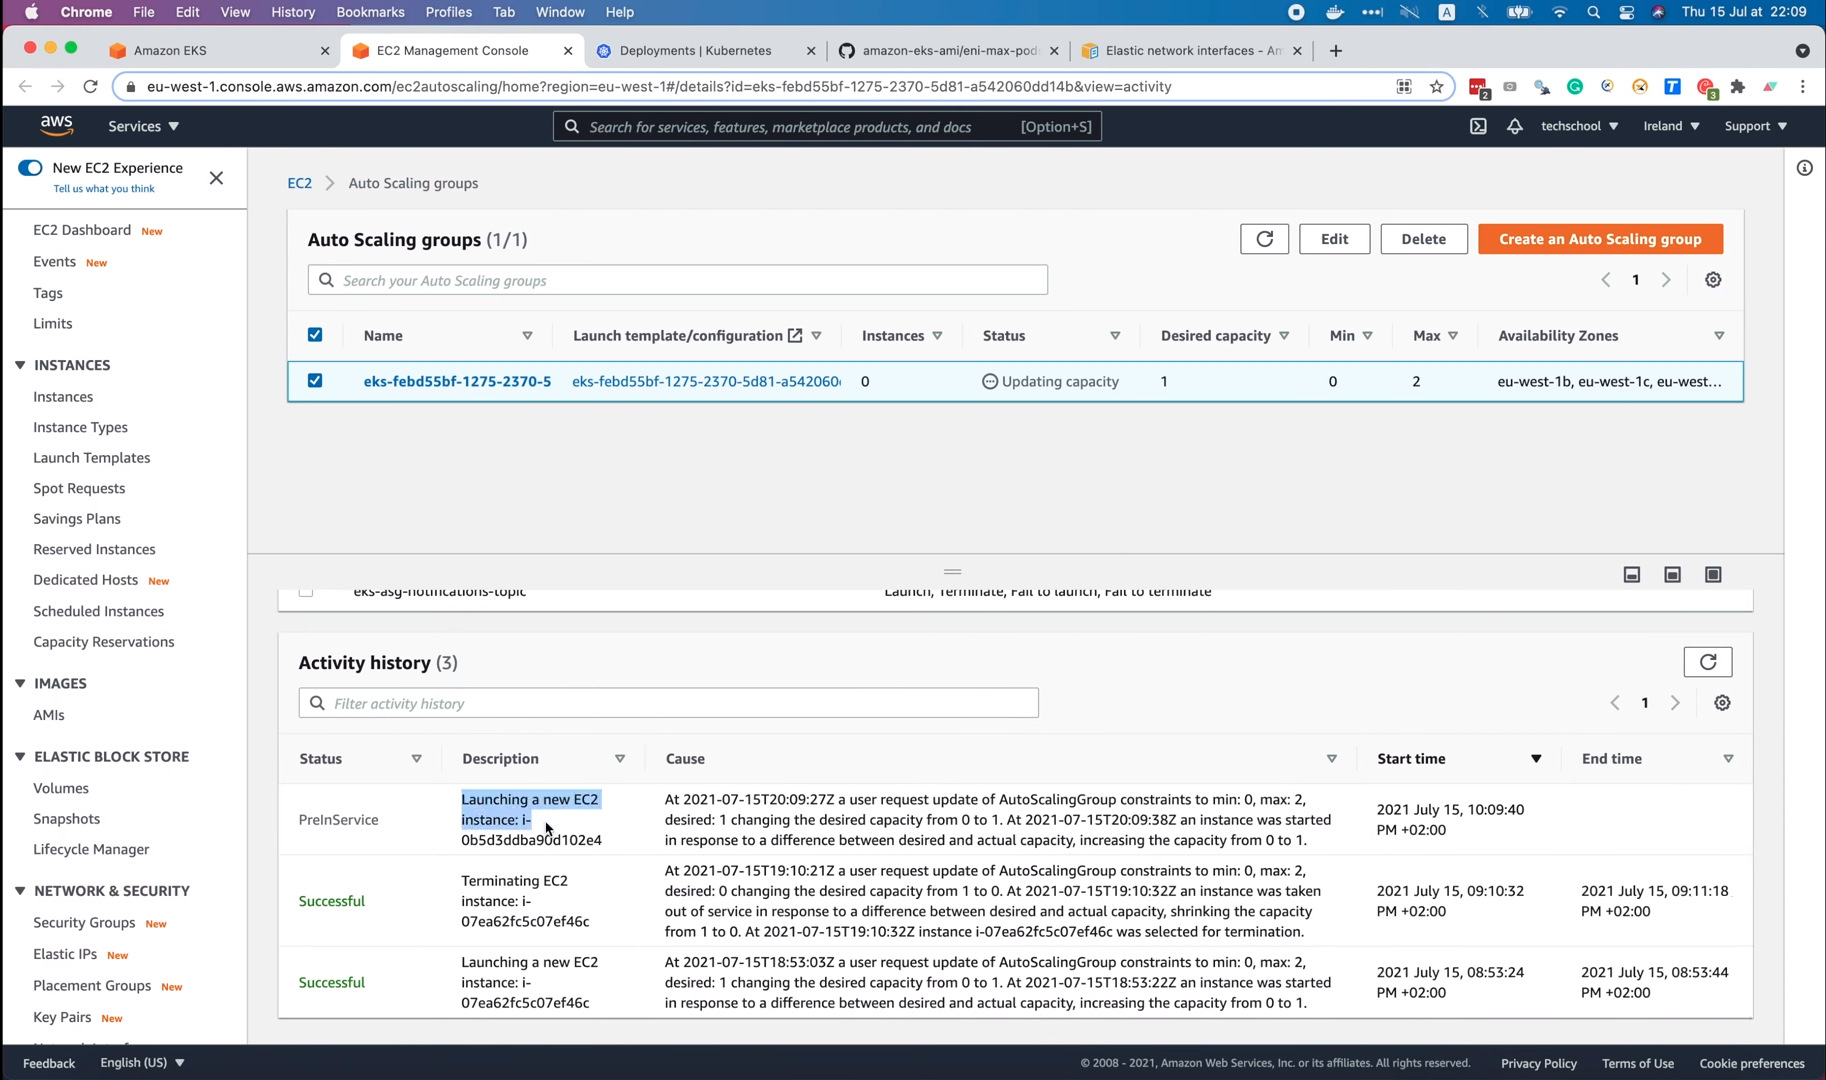 Chrome File Edit View History Bookmarks Profiles Tab Window Help A Thu 15 Jul at 22:09
Amazon EKS EC2 Management Console Deployments | Kubernetes amazon-eks-ami/eni-max-pod Elastic network interfaces - Am
eu-west-1.console.aws.amazon.com/ec2autoscaling/home?region=eu-west-1#/details?id=eks-febd55bf-1275-2370-5d81-a542060dd14b&view=activity 2 T 3
aws Services Search for services, features, marketplace products, and docs [Option+S] techschool Ireland Support
New EC2 Experience
Tell us what you think
EC2 Dashboard New
Events New
Tags
Limits
INSTANCES
Instances
Instance Types
Launch Templates
Spot Requests
Savings Plans
Reserved Instances
Dedicated Hosts New
Scheduled Instances
Capacity Reservations
IMAGES
AMIs
ELASTIC BLOCK STORE
Volumes
Snapshots
Lifecycle Manager
NETWORK & SECURITY
Security Groups New
Elastic IPs New
Placement Groups New
Key Pairs New
EC2 Auto Scaling groups
Auto Scaling groups (1/1) Edit Delete Create an Auto Scaling group
Search your Auto Scaling groups 1
Name Launch template/configuration Instances Status Desired capacity Min Max Availability Zones
eks-febd55bf-1275-2370-5 eks-febd55bf-1275-2370-5d81-a542060 0 Updating capacity 1 0 2 eu-west-1b, eu-west-1c, eu-west...
eks-asg-notifications-topic Launch, Terminate, Fail to launch, Fail to terminate
Activity history (3)
Filter activity history 1
Status Description Cause Start time End time
PreInService
Launching a new EC2
instance: i-
0b5d3ddba90d102e4
At 2021-07-15T20:09:27Z a user request update of AutoScalingGroup constraints to min: 0, max: 2,
desired: 1 changing the desired capacity from 0 to 1. At 2021-07-15T20:09:38Z an instance was started
in response to a difference between desired and actual capacity, increasing the capacity from 0 to 1.
2021 July 15, 10:09:40
PM +02:00
Successful
Terminating EC2
instance: i-
07ea62fc5c07ef46c
At 2021-07-15T19:10:21Z a user request update of AutoScalingGroup constraints to min: 0, max: 2,
desired: 0 changing the desired capacity from 1 to 0. At 2021-07-15T19:10:32Z an instance was taken
out of service in response to a difference between desired and actual capacity, shrinking the capacity
from 1 to 0. At 2021-07-15T19:10:32Z instance i-07ea62fc5c07ef46c was selected for termination.
2021 July 15, 09:10:32
PM +02:00
2021 July 15, 09:11:18
PM +02:00
Successful
Launching a new EC2
instance: i-
07ea62fc5c07ef46c
At 2021-07-15T18:53:03Z a user request update of AutoScalingGroup constraints to min: 0, max: 2,
desired: 1 changing the desired capacity from 0 to 1. At 2021-07-15T18:53:22Z an instance was started
in response to a difference between desired and actual capacity, increasing the capacity from 0 to 1.
2021 July 15, 08:53:24
PM +02:00
2021 July 15, 08:53:44
PM +02:00
Feedback English (US) © 2008 - 2021, Amazon Web Services, Inc. or its affiliates. All rights reserved. Privacy Policy Terms of Use Cookie preferences